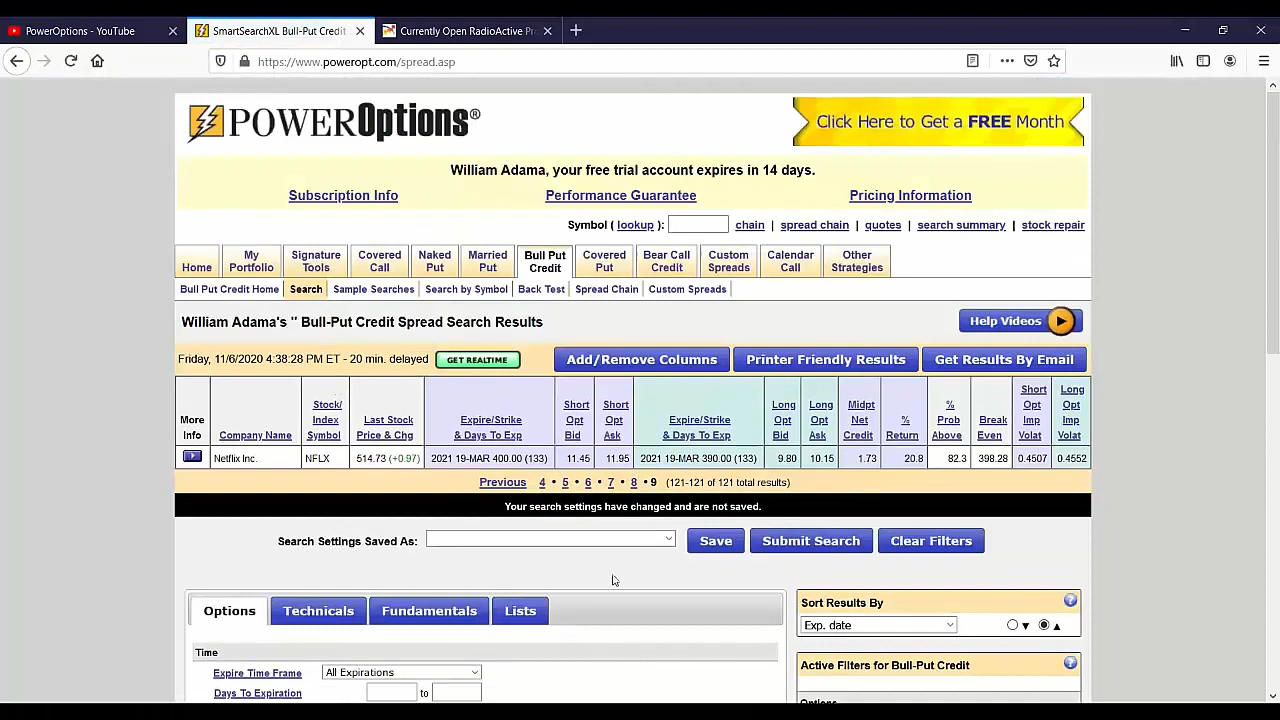 PowerOptions - YouTube
SmartSearchXL Bull-Put Credit
Currently Open RadioActive Pr
https://www.poweropt.com/spread.asp
POWEROptions®
Click Here to Get a FREE Month
William Adama, your free trial account expires in 14 days.
Subscription Info Performance Guarantee Pricing Information
Symbol ( lookup ): chain | spread chain | quotes | search summary | stock repair
Home My Portfolio Signature Tools Covered Call Naked Put Married Put Bull Put Credit Covered Put Bear Call Credit Custom Spreads Calendar Call Other Strategies
Bull Put Credit Home Search Sample Searches Search by Symbol Back Test Spread Chain Custom Spreads
William Adama's '' Bull-Put Credit Spread Search Results
Help Videos
Friday, 11/6/2020 4:38:28 PM ET - 20 min. delayed GET REALTIME Add/Remove Columns Printer Friendly Results Get Results By Email
More Info Company Name Stock/ Index Symbol Last Stock Price & Chg Expire/Strike & Days To Exp Short Opt Bid Short Opt Ask Expire/Strike & Days To Exp Long Opt Bid Long Opt Ask Midpt Net Credit % Return % Prob Above Break Even Short Opt Imp Volat Long Opt Imp Volat
Netflix Inc. NFLX 514.73 (+0.97) 2021 19-MAR 400.00 (133) 11.45 11.95 2021 19-MAR 390.00 (133) 9.80 10.15 1.73 20.8 82.3 398.28 0.4507 0.4552
Previous 4 • 5 • 6 • 7 • 8 • 9 (121-121 of 121 total results)
Your search settings have changed and are not saved.
Search Settings Saved As: Save Submit Search Clear Filters
Options Technicals Fundamentals Lists
Sort Results By
Exp. date ▼ ▲
Time
Expire Time Frame All Expirations
Active Filters for Bull-Put Credit
Days To Expiration to
Options